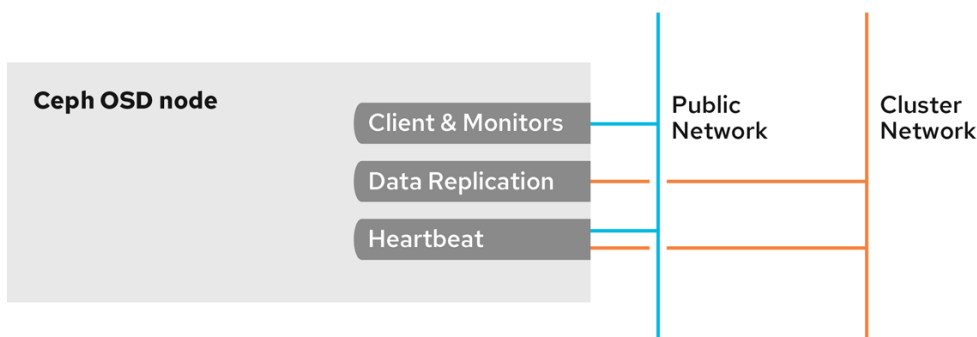 Ceph OSD node
Client & Monitors
Data Replication
Heartbeat
Public
Network
Cluster
Network